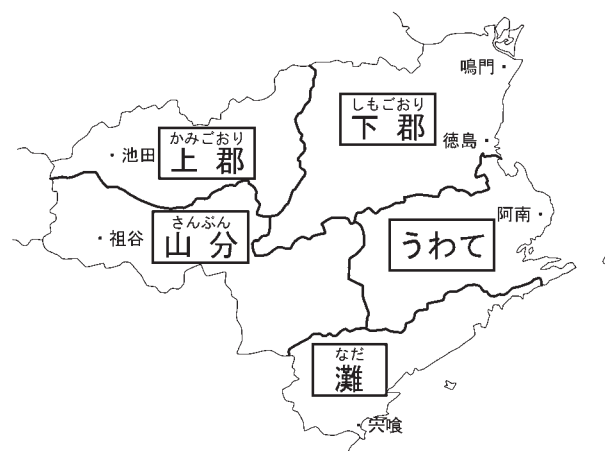 鳴門
しもごおり
下郡
徳島
かみごおり
上郡
池田
さんぶん
山分
祖谷
阿南
うわて
なだ
灘
宍喰